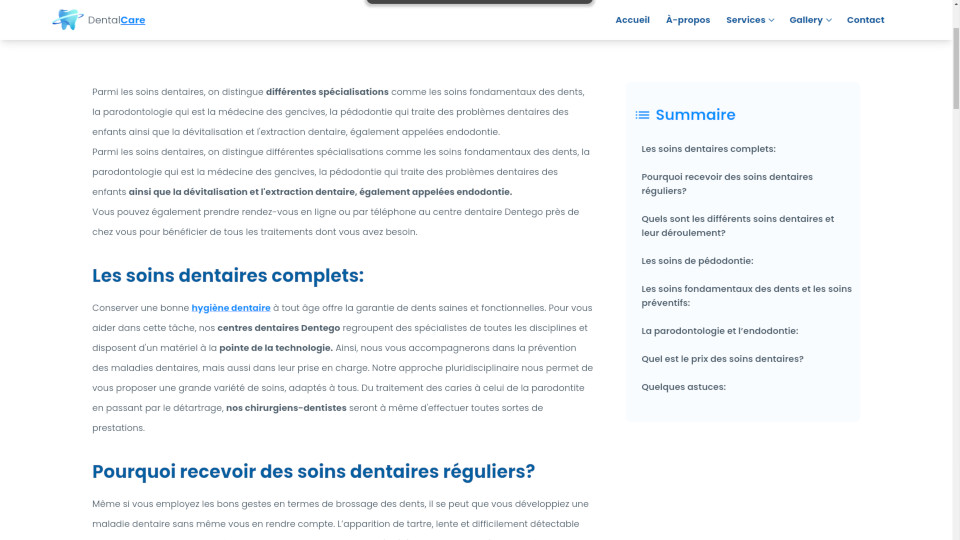 DentalCare
Accueil À-propos Services Gallery Contact
Parmi les soins dentaires, on distingue différentes spécialisations comme les soins fondamentaux des dents,
la parodontologie qui est la médecine des gencives, la pédodontie qui traite des problèmes dentaires des
enfants ainsi que la dévitalisation et l'extraction dentaire, également appelées endodontie.
Parmi les soins dentaires, on distingue différentes spécialisations comme les soins fondamentaux des dents, la
parodontologie qui est la médecine des gencives, la pédodontie qui traite des problèmes dentaires des
enfants ainsi que la dévitalisation et l'extraction dentaire, également appelées endodontie.
Vous pouvez également prendre rendez-vous en ligne ou par téléphone au centre dentaire Dentego près de
chez vous pour bénéficier de tous les traitements dont vous avez besoin.
Les soins dentaires complets:
Conserver une bonne hygiène dentaire à tout âge offre la garantie de dents saines et fonctionnelles. Pour vous
aider dans cette tâche, nos centres dentaires Dentego regroupent des spécialistes de toutes les disciplines et
disposent d'un matériel à la pointe de la technologie. Ainsi, nous vous accompagnerons dans la prévention
des maladies dentaires, mais aussi dans leur prise en charge. Notre approche pluridisciplinaire nous permet de
vous proposer une grande variété de soins, adaptés à tous. Du traitement des caries à celui de la parodontite
en passant par le détartrage, nos chirurgiens-dentistes seront à même d'effectuer toutes sortes de
prestations.
Pourquoi recevoir des soins dentaires réguliers?
Même si vous employez les bons gestes en termes de brossage des dents, il se peut que vous développiez une
maladie dentaire sans même vous en rendre compte. L'apparition de tartre, lente et difficilement détectable
Summaire
Les soins dentaires complets:
Pourquoi recevoir des soins dentaires
réguliers?
Quels sont les différents soins dentaires et
leur déroulement?
Les soins de pédodontie:
Les soins fondamentaux des dents et les soins
préventifs:
La parodontologie et l'endodontie:
Quel est le prix des soins dentaires?
Quelques astuces: